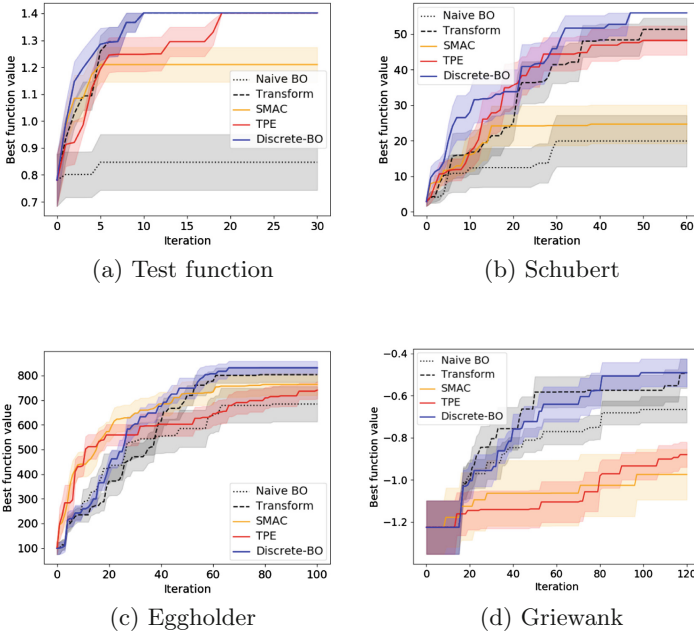 1.4
1.3
1.2
1.1
1.0
0.9
0.8
0.7
Best function value
0
5
10
15
20
25
30
Iteration
Naive BO
Transform
SMAC
TPE
Discrete-BO
(a) Test function
50
40
30
20
10
0
Best function value
0
10
20
30
40
50
60
Iteration
Naive BO
Transform
SMAC
TPE
Discrete-BO
(b) Schubert
800
700
600
500
400
300
200
100
Best function value
0
20
40
60
80
100
Iteration
Naive BO
Transform
SMAC
TPE
Discrete-BO
(c) Eggholder
−0.4
−0.6
−0.8
−1.0
−1.2
Best function value
0
20
40
60
80
100
120
Iteration
Naive BO
Transform
SMAC
TPE
Discrete-BO
(d) Griewank